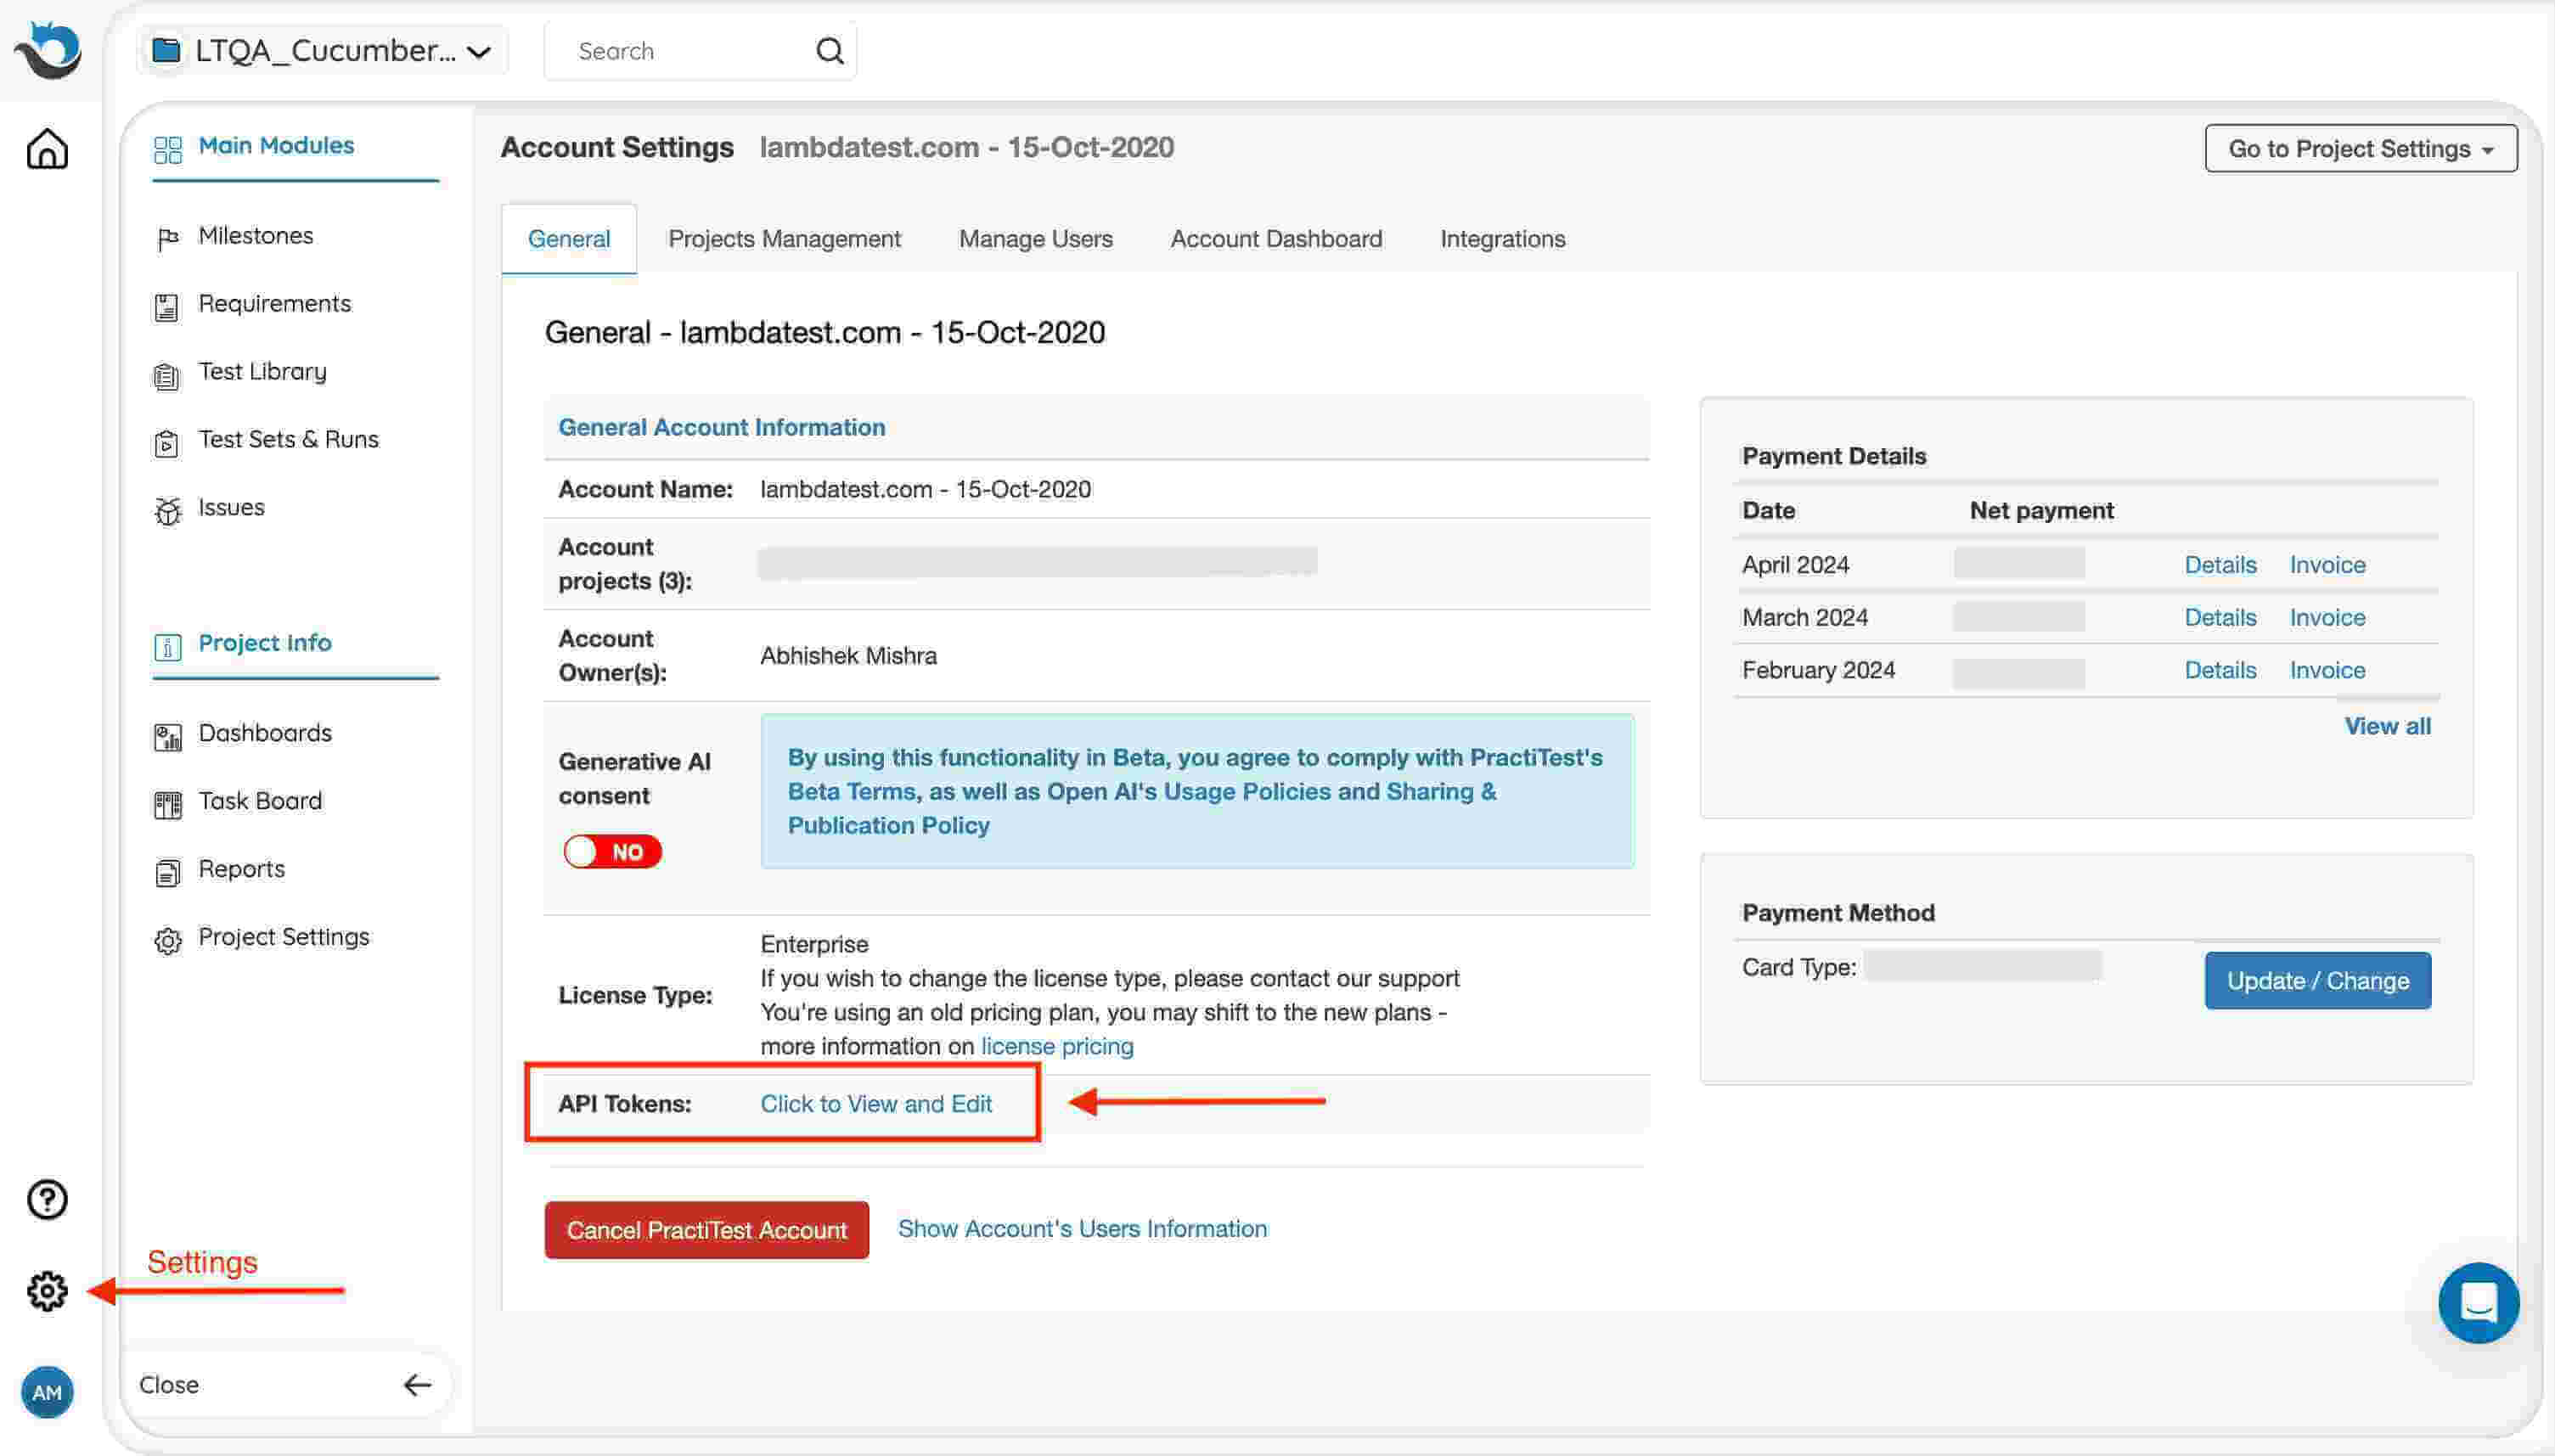 LTQA_Cucumber...
Search
Main Modules
Milestones
Requirements
Test Library
Test Sets & Runs
Issues
Project Info
Dashboards
Task Board
Reports
Project Settings
Settings
AM
Close
Account Settings lambdatest.com - 15-Oct-2020
Go to Project Settings
General Projects Management Manage Users Account Dashboard Integrations
General - lambdatest.com - 15-Oct-2020
General Account Information
Account Name: lambdatest.com - 15-Oct-2020
Account
projects (3):
Account
Owner(s):
Abhishek Mishra
Generative AI
consent
NO
By using this functionality in Beta, you agree to comply with PractiTest's
Beta Terms, as well as Open AI's Usage Policies and Sharing &
Publication Policy
License Type:
Enterprise
If you wish to change the license type, please contact our support
You're using an old pricing plan, you may shift to the new plans -
more information on license pricing
API Tokens: Click to View and Edit
Cancel PractiTest Account Show Account's Users Information
Payment Details
Date Net payment
April 2024 Details Invoice
March 2024 Details Invoice
February 2024 Details Invoice
View all
Payment Method
Card Type:
Update / Change